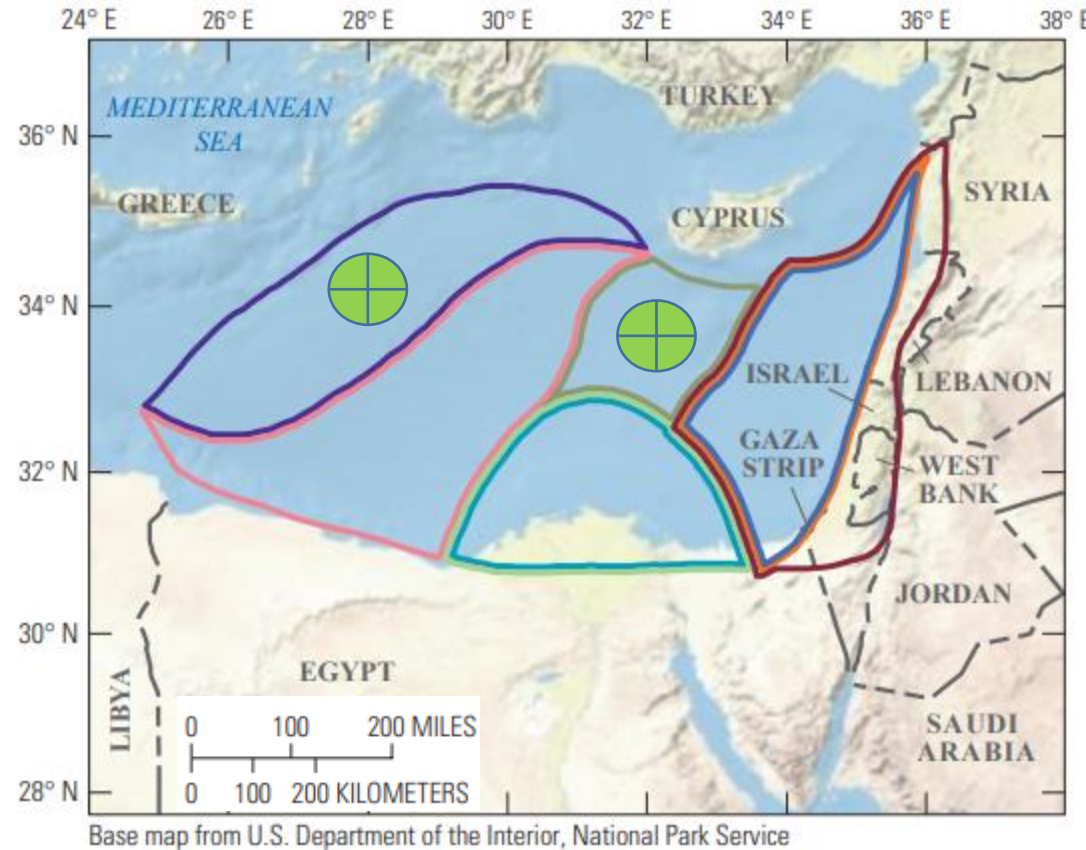 24° E 26° E 28° E 30° E 32° E 34° E 36° E 38° E
MEDITERRANEAN
SEA
TURKEY
36° N
GREECE
CYPRUS
SYRIA
34° N
ISRAEL
LEBANON
GAZA
STRIP
WEST
BANK
32° N
JORDAN
30° N
EGYPT
LIBYA
SAUDI
ARABIA
0 100 200 MILES
0 100 200 KILOMETERS
28° N
Base map from U.S. Department of the Interior, National Park Service